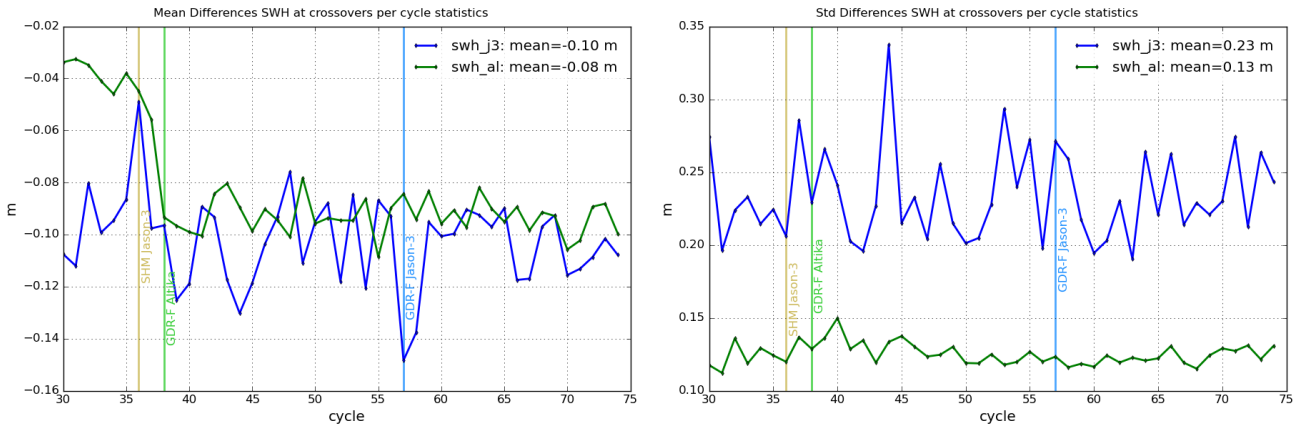 Mean Differences SWH at crossovers per cycle statistics
swh_j3: mean=-0.10 m
swh_al: mean=-0.08 m
−0.02
−0.04
−0.06
−0.08
−0.10
−0.12
−0.14
−0.16
m
SHM Jason-3
GDR-F Altika
GDR-F Jason-3
30 35 40 45 50 55 60 65 70 75
cycle
Std Differences SWH at crossovers per cycle statistics
swh_j3: mean=0.23 m
swh_al: mean=0.13 m
0.35
0.30
0.25
0.20
0.15
0.10
m
SHM Jason-3
GDR-F Altika
GDR-F Jason-3
30 35 40 45 50 55 60 65 70 75
cycle